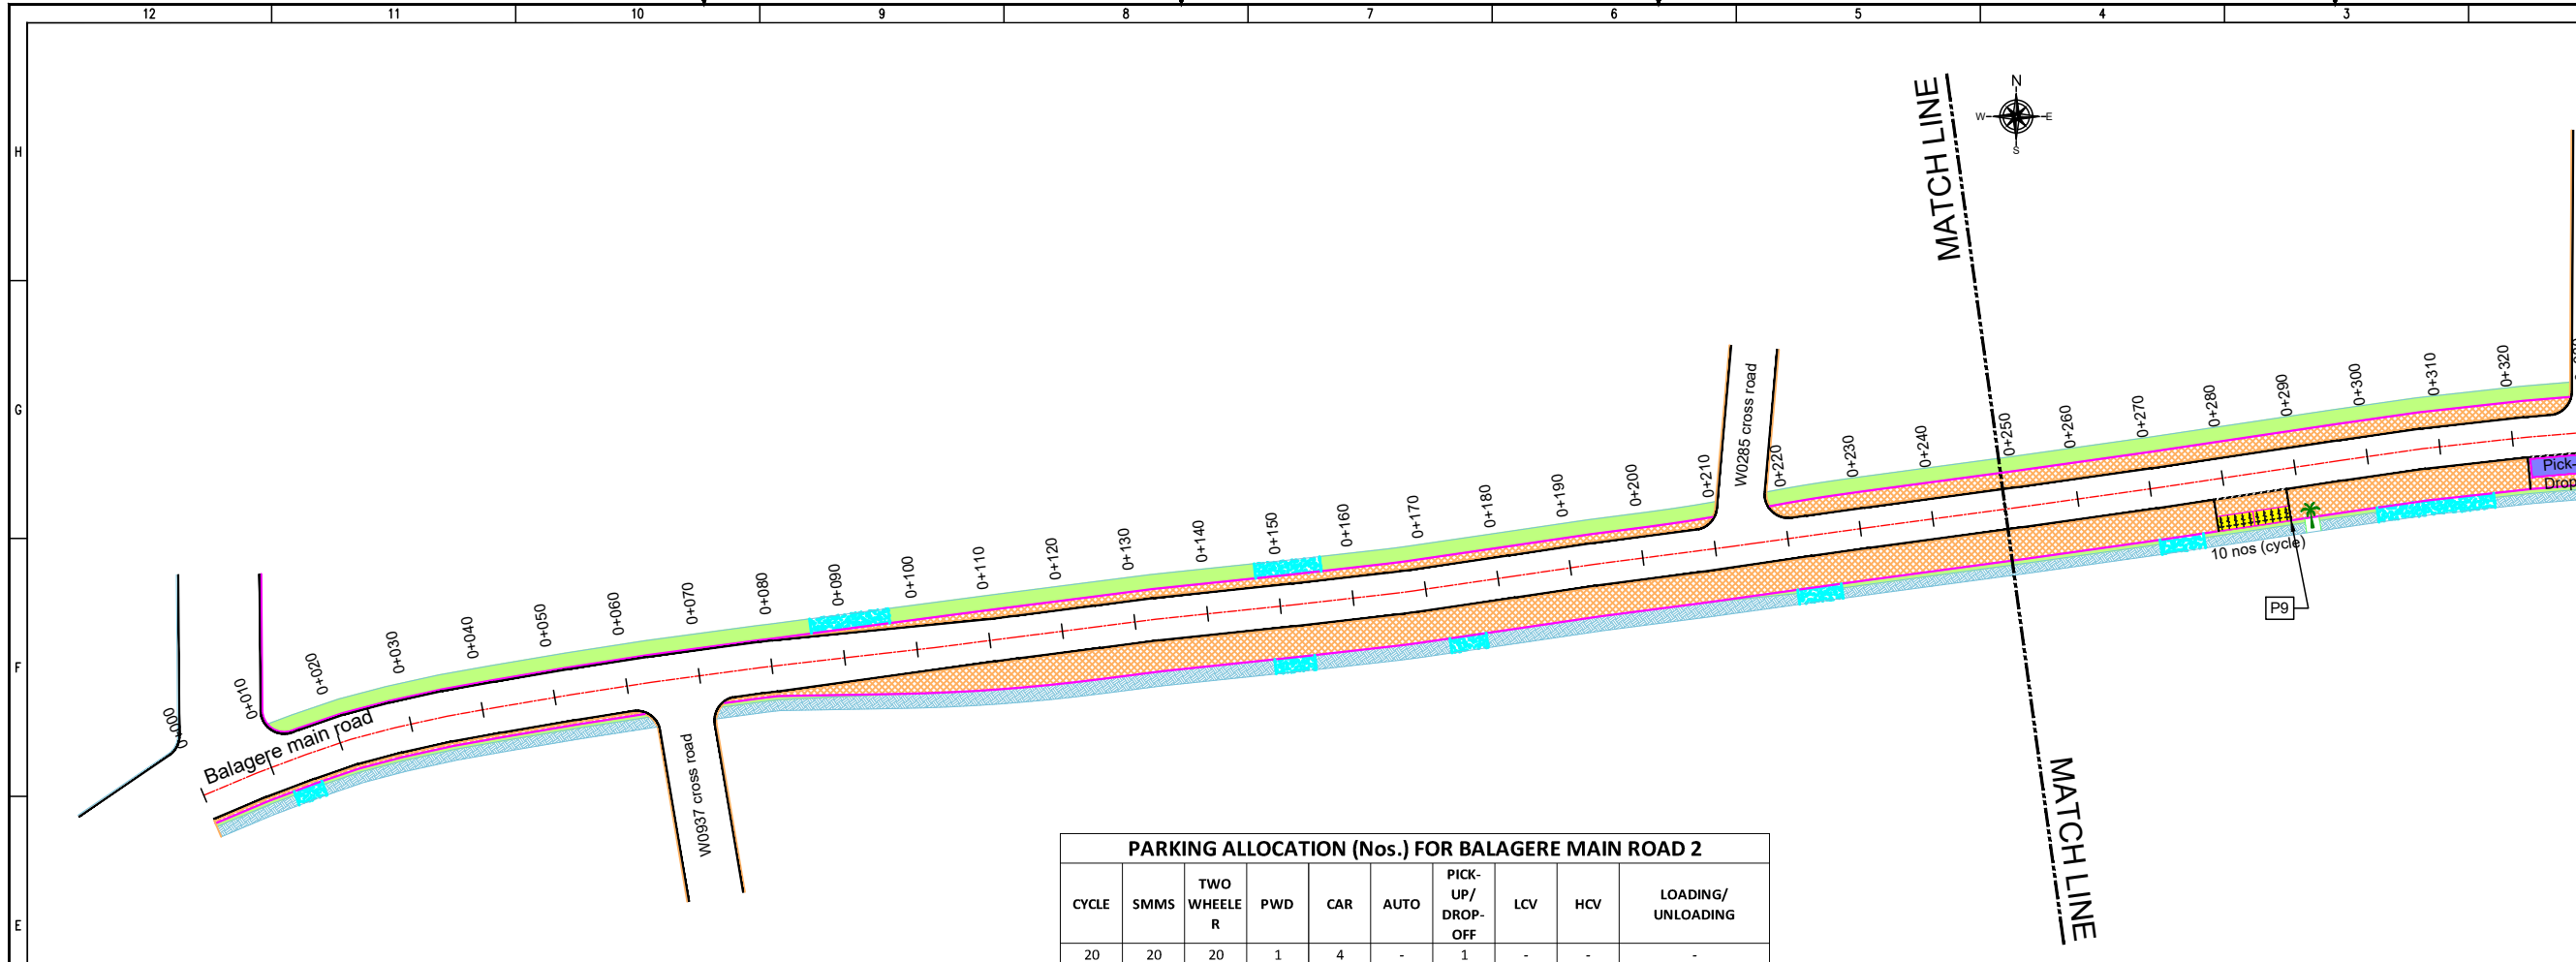 12 11 10 9 8 7 6 5 4 3
H
G
F
E
N
W E
S
MATCH LINE
MATCH LINE
0+000
0+010
0+020
0+030
0+040
0+050
0+060
0+070
0+080
0+090
0+100
0+110
0+120
0+130
0+140
0+150
0+160
0+170
0+180
0+190
0+200
0+210
0+220
0+230
0+240
0+250
0+260
0+270
0+280
0+290
0+300
0+310
0+320
W0285 cross road
Balagere main road
W0937 cross road
Pick-
Drop
10 nos (cycle)
P9
PARKING ALLOCATION (Nos.) FOR BALAGERE MAIN ROAD 2
CYCLE
SMMS
TWO
WHEELE
R
PWD
CAR
AUTO
PICK-
UP/
DROP-
OFF
LCV
HCV
LOADING/
UNLOADING
20 20 20 1 4 - 1 - - -